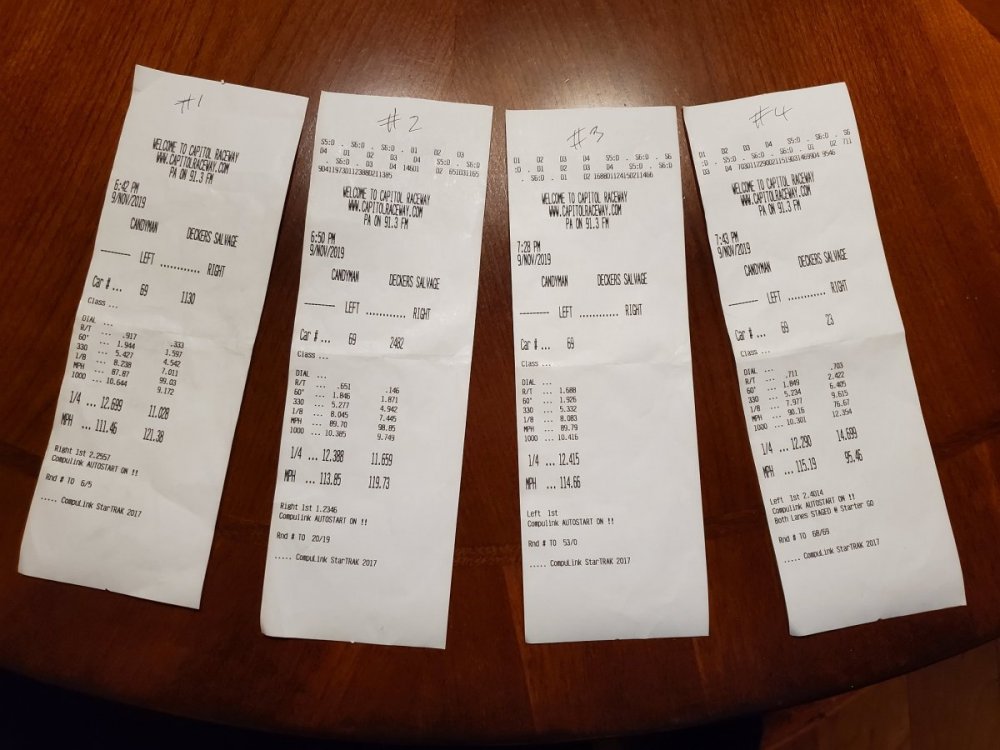 #1
WELCOME TO CAPITOL RACEWAY
WWW.CAPITOLRACEWAY.COM
PA ON 91.3 FM
6:42 PM
9/NOV/2019
CANDYMAN DECKERS SALVAGE
-------- LEFT ............ RIGHT
Car # ... 69 1130
Class ...
DIAL ...
R/T ... .917 .333
60' ... 1.944 1.597
330 ... 5.427 4.542
1/8 ... 8.238 7.011
MPH ... 87.87 99.03
1000 ... 10.644 9.172
1/4 ... 12.699 11.028
MPH ... 111.46 121.38
Right 1st 2.2557
Compulink AUTOSTART ON !!
Rnd # TO 6/5
..... CompuLink StarTRAK 2017
#2
WELCOME TO CAPITOL RACEWAY
WWW.CAPITOLRACEWAY.COM
PA ON 91.3 FM
6:50 PM
9/NOV/2019
CANDYMAN DECKERS SALVAGE
-------- LEFT ............ RIGHT
Car # ... 69 2482
Class ...
DIAL ...
R/T ... .651 .146
60' ... 1.846 1.871
330 ... 5.277 4.942
1/8 ... 8.045 7.445
MPH ... 89.70 98.85
1000 ... 10.385 9.749
1/4 ... 12.388 11.659
MPH ... 113.85 119.73
Right 1st 1.2346
Compulink AUTOSTART ON !!
Rnd # TO 20/19
..... CompuLink StarTRAK 2017
#3
WELCOME TO CAPITOL RACEWAY
WWW.CAPITOLRACEWAY.COM
PA ON 91.3 FM
7:28 PM
9/NOV/2019
CANDYMAN DECKERS SALVAGE
-------- LEFT ............ RIGHT
Car # ... 69
Class ...
DIAL ...
R/T ... 1.688
60' ... 1.926
330 ... 5.332
1/8 ... 8.083
MPH ... 89.79
1000 ... 10.416
1/4 ... 12.415
MPH ... 114.66
Left 1st
Compulink AUTOSTART ON !!
Rnd # TO 53/0
..... CompuLink StarTRAK 2017
#4
WELCOME TO CAPITOL RACEWAY
WWW.CAPITOLRACEWAY.COM
PA ON 91.3 FM
7:43 PM
9/NOV/2019
CANDYMAN DECKERS SALVAGE
-------- LEFT ............ RIGHT
Car # ... 69 23
Class ...
DIAL ...
R/T ... .711 .703
60' ... 1.849 2.422
330 ... 5.234 6.405
1/8 ... 7.977 9.615
MPH ... 90.16 76.67
1000 ... 10.301 12.354
1/4 ... 12.290 14.699
MPH ... 115.19 95.46
Left 1st 2.4014
Compulink AUTOSTART ON !!
Both Lanes STAGED @ Starter GO
Rnd # TO 68/69
..... CompuLink StarTRAK 2017